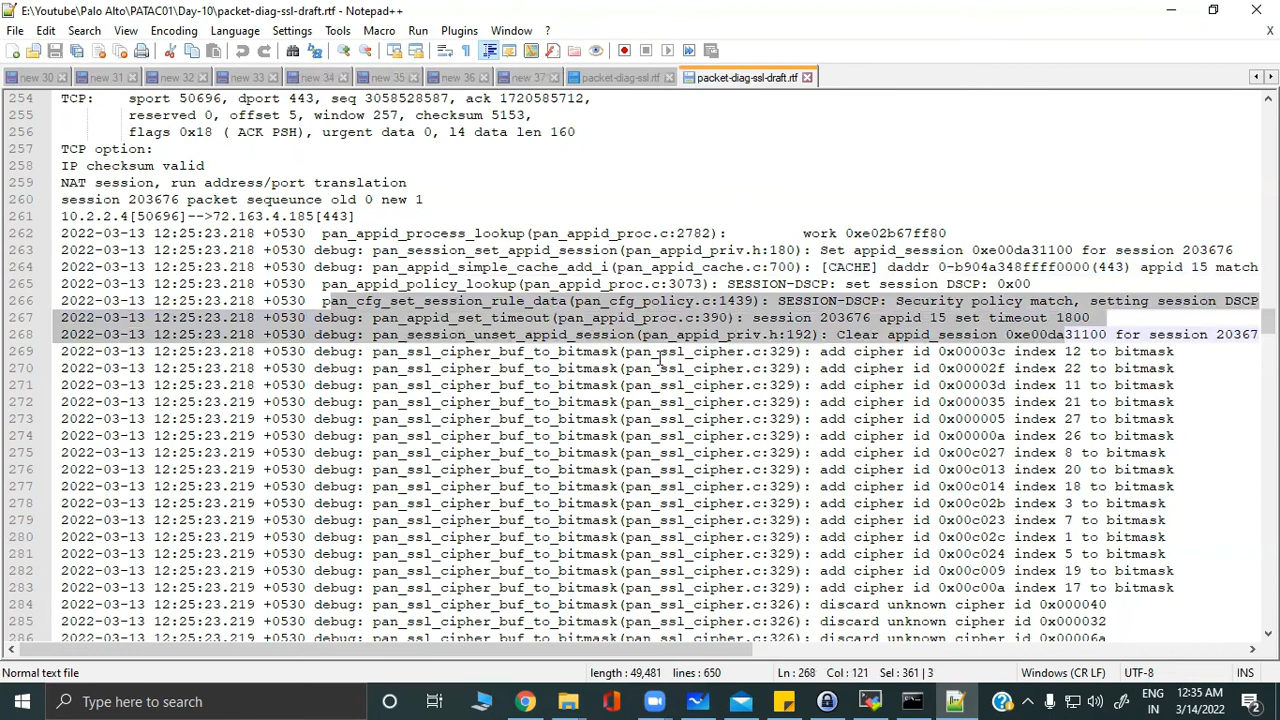 E:\Youtube\Palo Alto\PATAC01\Day-10\packet-diag-ssl-draft.rtf - Notepad++
File Edit Search View Encoding Language Settings Tools Macro Run Plugins Window ? X
new 30 new 31 new 32 new 33 new 34 new 35 new 36 new 37 packet-diag-ssl.rtf packet-diag-ssl-draft.rtf
254 TCP: sport 50696, dport 443, seq 3058528587, ack 1720585712,
255 reserved 0, offset 5, window 257, checksum 5153,
256 flags 0x18 ( ACK PSH), urgent data 0, l4 data len 160
257 TCP option:
258 IP checksum valid
259 NAT session, run address/port translation
260 session 203676 packet sequeunce old 0 new 1
261 10.2.2.4[50696]-->72.163.4.185[443]
262 2022-03-13 12:25:23.218 +0530 pan_appid_process_lookup(pan_appid_proc.c:2782): work 0xe02b67ff80
263 2022-03-13 12:25:23.218 +0530 debug: pan_session_set_appid_session(pan_appid_priv.h:180): Set appid_session 0xe00da31100 for session 203676
264 2022-03-13 12:25:23.218 +0530 debug: pan_appid_simple_cache_add_i(pan_appid_cache.c:700): [CACHE] daddr 0-b904a348ffff0000(443) appid 15 match
265 2022-03-13 12:25:23.218 +0530 debug: pan_appid_policy_lookup(pan_appid_proc.c:3073): SESSION-DSCP: set session DSCP: 0x00
266 2022-03-13 12:25:23.218 +0530 pan_cfg_set_session_rule_data(pan_cfg_policy.c:1439): SESSION-DSCP: Security policy match, setting session DSCP
267 2022-03-13 12:25:23.218 +0530 debug: pan_appid_set_timeout(pan_appid_proc.c:390): session 203676 appid 15 set timeout 1800
268 2022-03-13 12:25:23.218 +0530 debug: pan_session_unset_appid_session(pan_appid_priv.h:192): Clear appid_session 0xe00da31100 for session 20367
269 2022-03-13 12:25:23.218 +0530 debug: pan_ssl_cipher_buf_to_bitmask(pan_ssl_cipher.c:329): add cipher id 0x00003c index 12 to bitmask
270 2022-03-13 12:25:23.218 +0530 debug: pan_ssl_cipher_buf_to_bitmask(pan_ssl_cipher.c:329): add cipher id 0x00002f index 22 to bitmask
271 2022-03-13 12:25:23.218 +0530 debug: pan_ssl_cipher_buf_to_bitmask(pan_ssl_cipher.c:329): add cipher id 0x00003d index 11 to bitmask
272 2022-03-13 12:25:23.219 +0530 debug: pan_ssl_cipher_buf_to_bitmask(pan_ssl_cipher.c:329): add cipher id 0x000035 index 21 to bitmask
273 2022-03-13 12:25:23.219 +0530 debug: pan_ssl_cipher_buf_to_bitmask(pan_ssl_cipher.c:329): add cipher id 0x000005 index 27 to bitmask
274 2022-03-13 12:25:23.219 +0530 debug: pan_ssl_cipher_buf_to_bitmask(pan_ssl_cipher.c:329): add cipher id 0x00000a index 26 to bitmask
275 2022-03-13 12:25:23.219 +0530 debug: pan_ssl_cipher_buf_to_bitmask(pan_ssl_cipher.c:329): add cipher id 0x00c027 index 8 to bitmask
276 2022-03-13 12:25:23.219 +0530 debug: pan_ssl_cipher_buf_to_bitmask(pan_ssl_cipher.c:329): add cipher id 0x00c013 index 20 to bitmask
277 2022-03-13 12:25:23.219 +0530 debug: pan_ssl_cipher_buf_to_bitmask(pan_ssl_cipher.c:329): add cipher id 0x00c014 index 18 to bitmask
278 2022-03-13 12:25:23.219 +0530 debug: pan_ssl_cipher_buf_to_bitmask(pan_ssl_cipher.c:329): add cipher id 0x00c02b index 3 to bitmask
279 2022-03-13 12:25:23.219 +0530 debug: pan_ssl_cipher_buf_to_bitmask(pan_ssl_cipher.c:329): add cipher id 0x00c023 index 7 to bitmask
280 2022-03-13 12:25:23.219 +0530 debug: pan_ssl_cipher_buf_to_bitmask(pan_ssl_cipher.c:329): add cipher id 0x00c02c index 1 to bitmask
281 2022-03-13 12:25:23.219 +0530 debug: pan_ssl_cipher_buf_to_bitmask(pan_ssl_cipher.c:329): add cipher id 0x00c024 index 5 to bitmask
282 2022-03-13 12:25:23.219 +0530 debug: pan_ssl_cipher_buf_to_bitmask(pan_ssl_cipher.c:329): add cipher id 0x00c009 index 19 to bitmask
283 2022-03-13 12:25:23.219 +0530 debug: pan_ssl_cipher_buf_to_bitmask(pan_ssl_cipher.c:329): add cipher id 0x00c00a index 17 to bitmask
284 2022-03-13 12:25:23.219 +0530 debug: pan_ssl_cipher_buf_to_bitmask(pan_ssl_cipher.c:326): discard unknown cipher id 0x000040
285 2022-03-13 12:25:23.219 +0530 debug: pan_ssl_cipher_buf_to_bitmask(pan_ssl_cipher.c:326): discard unknown cipher id 0x000032
286 2022-03-13 12:25:23.219 +0530 debug: pan_ssl_cipher_buf_to_bitmask(pan_ssl_cipher.c:326): discard unknown cipher id 0x00006a
Normal text file length : 49,481 lines : 650 Ln : 268 Col : 121 Sel : 361 | 3 Windows (CR LF) UTF-8 INS
Type here to search
ENG IN 12:35 AM 3/14/2022 2